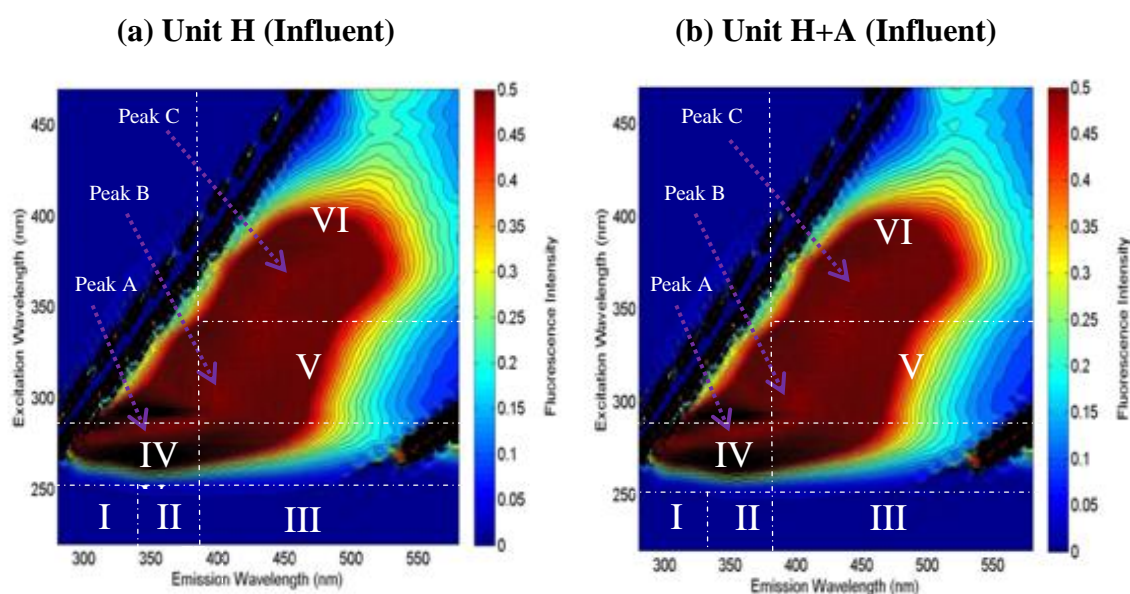 (a) Unit H (Influent)
Peak C
Peak B
Peak A
VI
V
IV
I
II
III
450
400
350
300
250
300
350
400
450
500
550
Excitation Wavelength (nm)
Emission Wavelength (nm)
0.5
0.45
0.4
0.35
0.3
0.25
0.2
0.15
0.1
0.05
0
Fluorescence Intensity
(b) Unit H+A (Influent)
Peak C
Peak B
Peak A
VI
V
IV
I
II
III
450
400
350
300
250
300
350
400
450
500
550
Excitation Wavelength (nm)
Emission Wavelength (nm)
0.5
0.45
0.4
0.35
0.3
0.25
0.2
0.15
0.1
0.05
0
Fluorescence Intensity